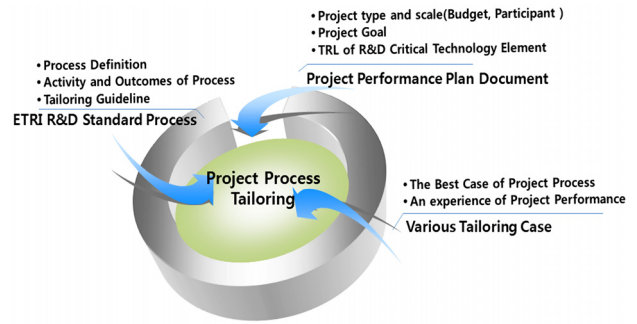 • Project type and scale(Budget, Participant )
• Project Goal
• TRL of R&D Critical Technology Element
Project Performance Plan Document
• Process Definition
• Activity and Outcomes of Process
• Tailoring Guideline
ETRI R&D Standard Process
Project Process
Tailoring
• The Best Case of Project Process
• An experience of Project Performance
Various Tailoring Case